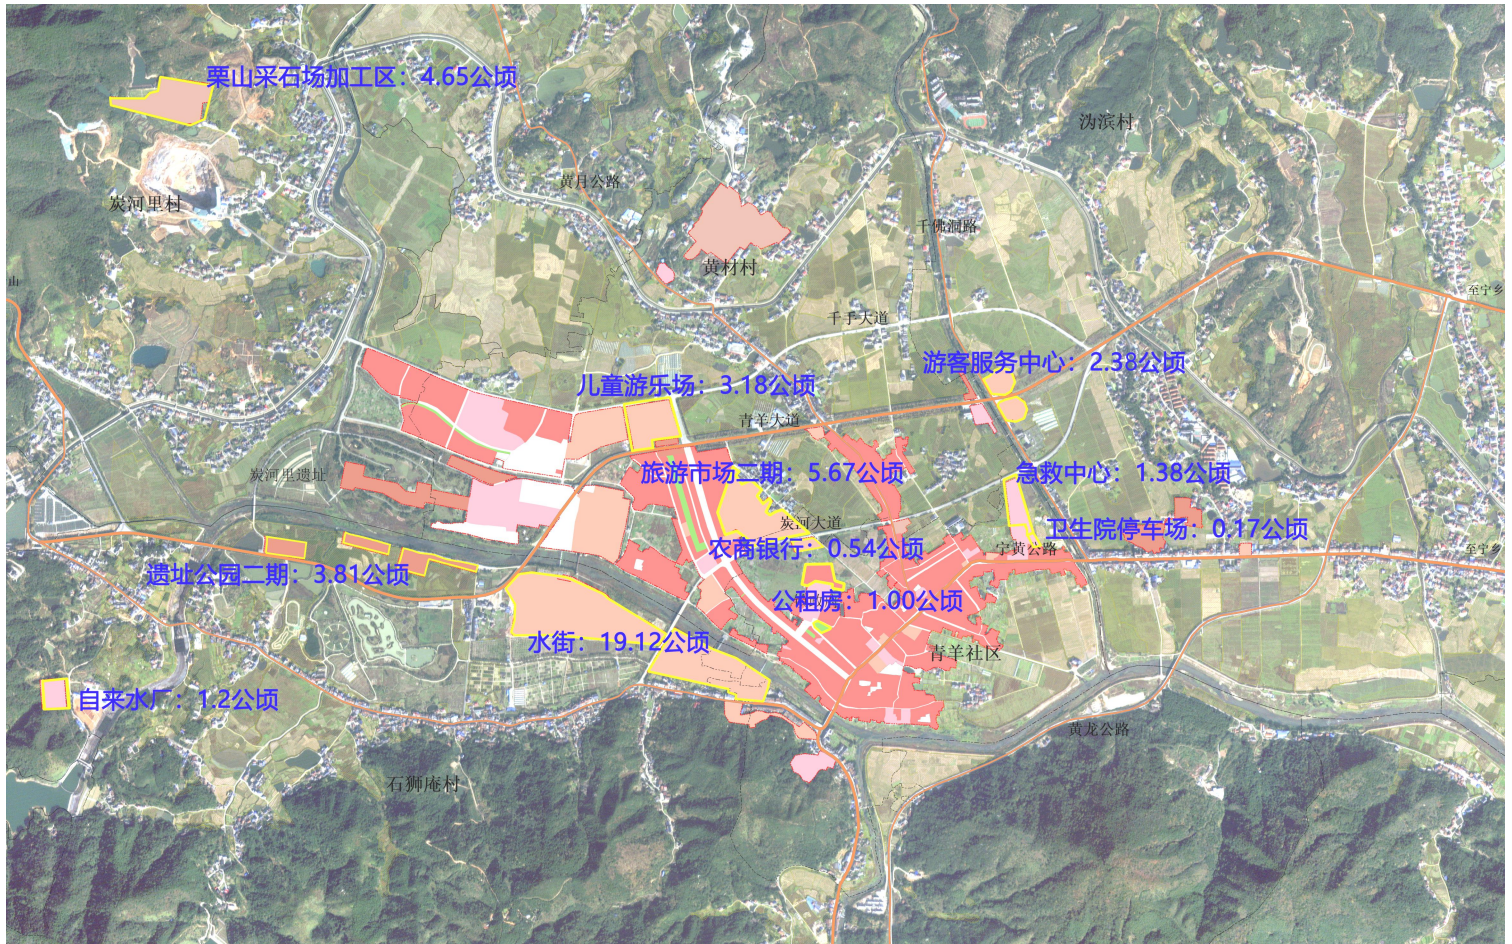 栗山采石场加工区：4.65公顷
沩滨村
黄月公路
炭河里村
千佛洞路
黄材村
山
至宁乡
千手大道
游客服务中心：2.38公顷
儿童游乐场：3.18公顷
青羊大道
旅游市场二期：5.67公顷
急救中心：1.38公顷
炭河里遗址
炭河大道
卫生院停车场：0.17公顷
农商银行：0.54公顷
宁黄公路
至宁乡
遗址公园二期：3.81公顷
公租房：1.00公顷
水街：19.12公顷
青羊社区
自来水厂：1.2公顷
黄龙公路
石狮庵村